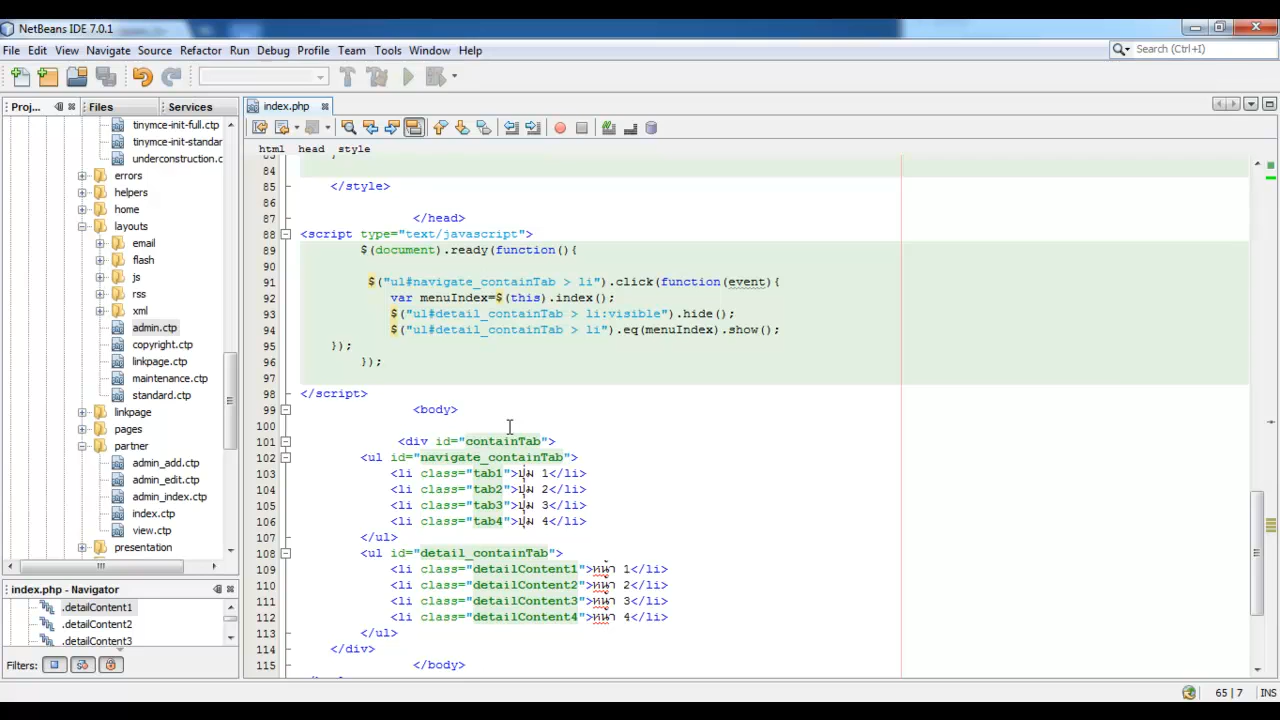 NetBeans IDE 7.0.1
File Edit View Navigate Source Refactor Run Debug Profile Team Tools Window Help
Search (Ctrl+I)
Proj... Files Services
index.php
tinymce-init-full.ctp
tinymce-init-standar
underconstruction.c
errors
helpers
home
layouts
email
flash
js
rss
xml
admin.ctp
copyright.ctp
linkpage.ctp
maintenance.ctp
standard.ctp
linkpage
pages
partner
admin_add.ctp
admin_edit.ctp
admin_index.ctp
index.ctp
view.ctp
presentation
index.php - Navigator
.detailContent1
.detailContent2
.detailContent3
Filters:
html head style
83 }
84
85 </style>
86
87 </head>
88 <script type="text/javascript">
89 $(document).ready(function(){
90
91 $("ul#navigate_containTab > li").click(function(event){
92 var menuIndex=$(this).index();
93 $("ul#detail_containTab > li:visible").hide();
94 $("ul#detail_containTab > li").eq(menuIndex).show();
95 });
96 });
97
98 </script>
99 <body>
100
101 <div id="containTab">
102 <ul id="navigate_containTab">
103 <li class="tab1">ปุ่ม 1</li>
104 <li class="tab2">ปุ่ม 2</li>
105 <li class="tab3">ปุ่ม 3</li>
106 <li class="tab4">ปุ่ม 4</li>
107 </ul>
108 <ul id="detail_containTab">
109 <li class="detailContent1">หน้า 1</li>
110 <li class="detailContent2">หน้า 2</li>
111 <li class="detailContent3">หน้า 3</li>
112 <li class="detailContent4">หน้า 4</li>
113 </ul>
114 </div>
115 </body>
65 | 7 INS